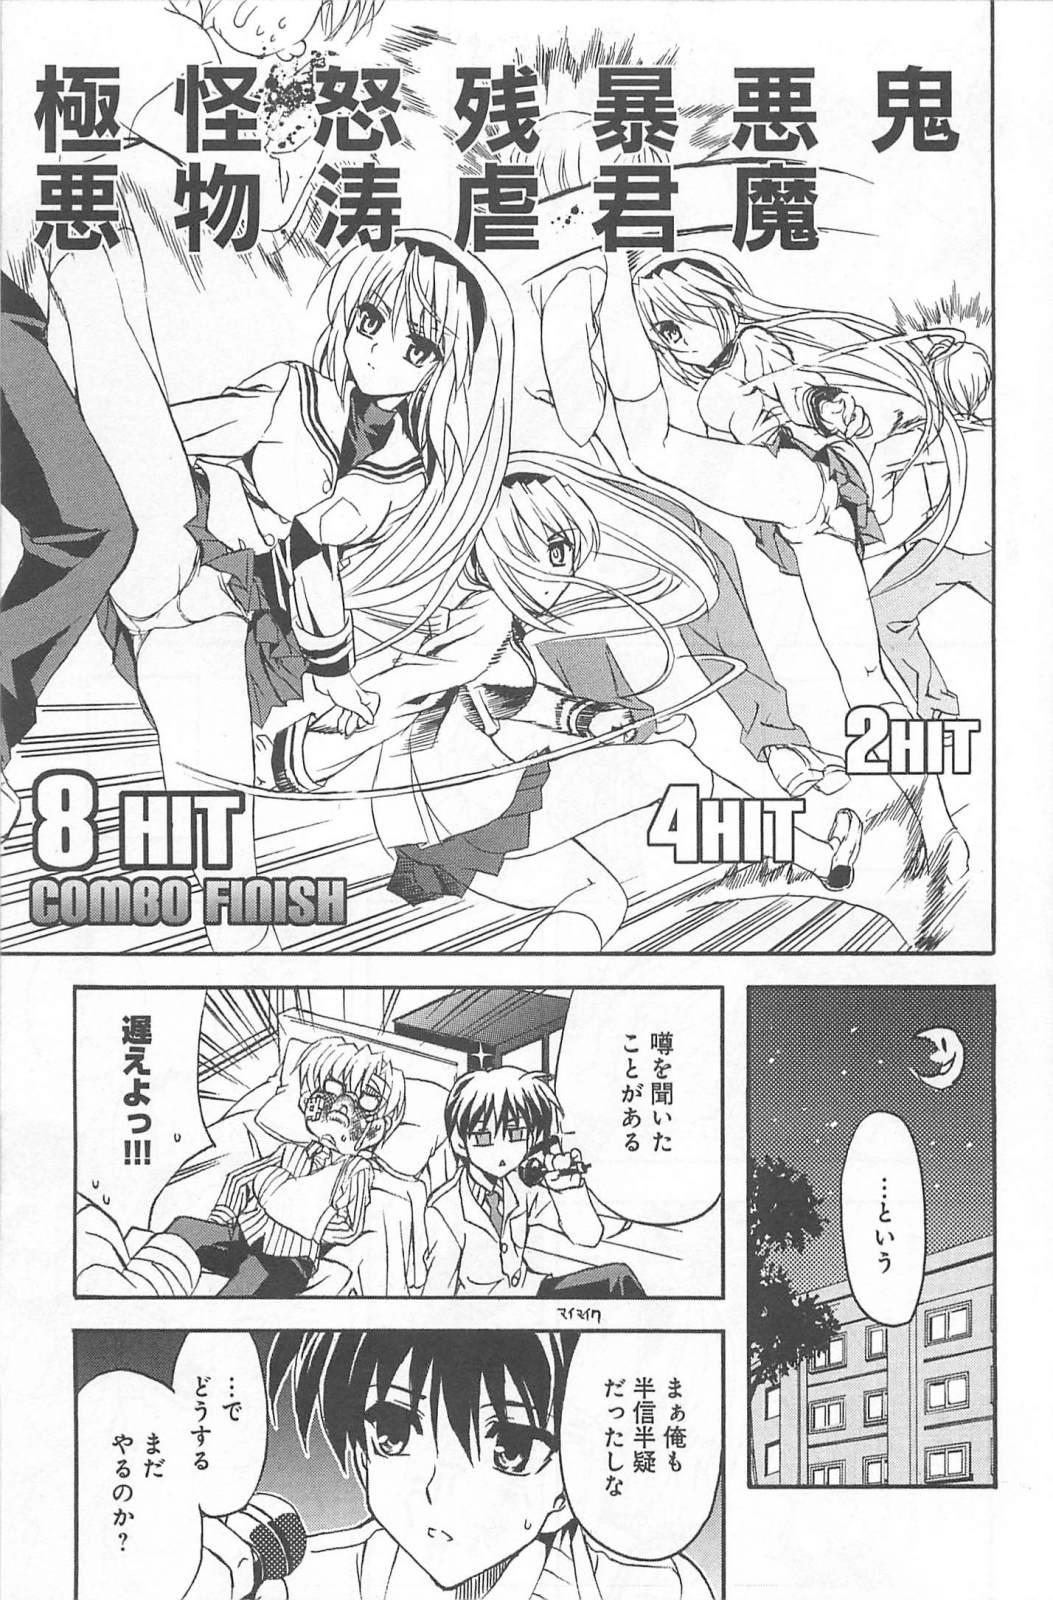 鬼
悪魔
暴君
残虐
怒涛
怪物
極悪
2HIT
4HIT
8 HIT
COMBO FINISH
…という
噂を聞いた
ことがある
遅えよっ!!!
マイマイク
まぁ俺も
半信半疑
だったしな
…で
どうする
まだ
やるのか?